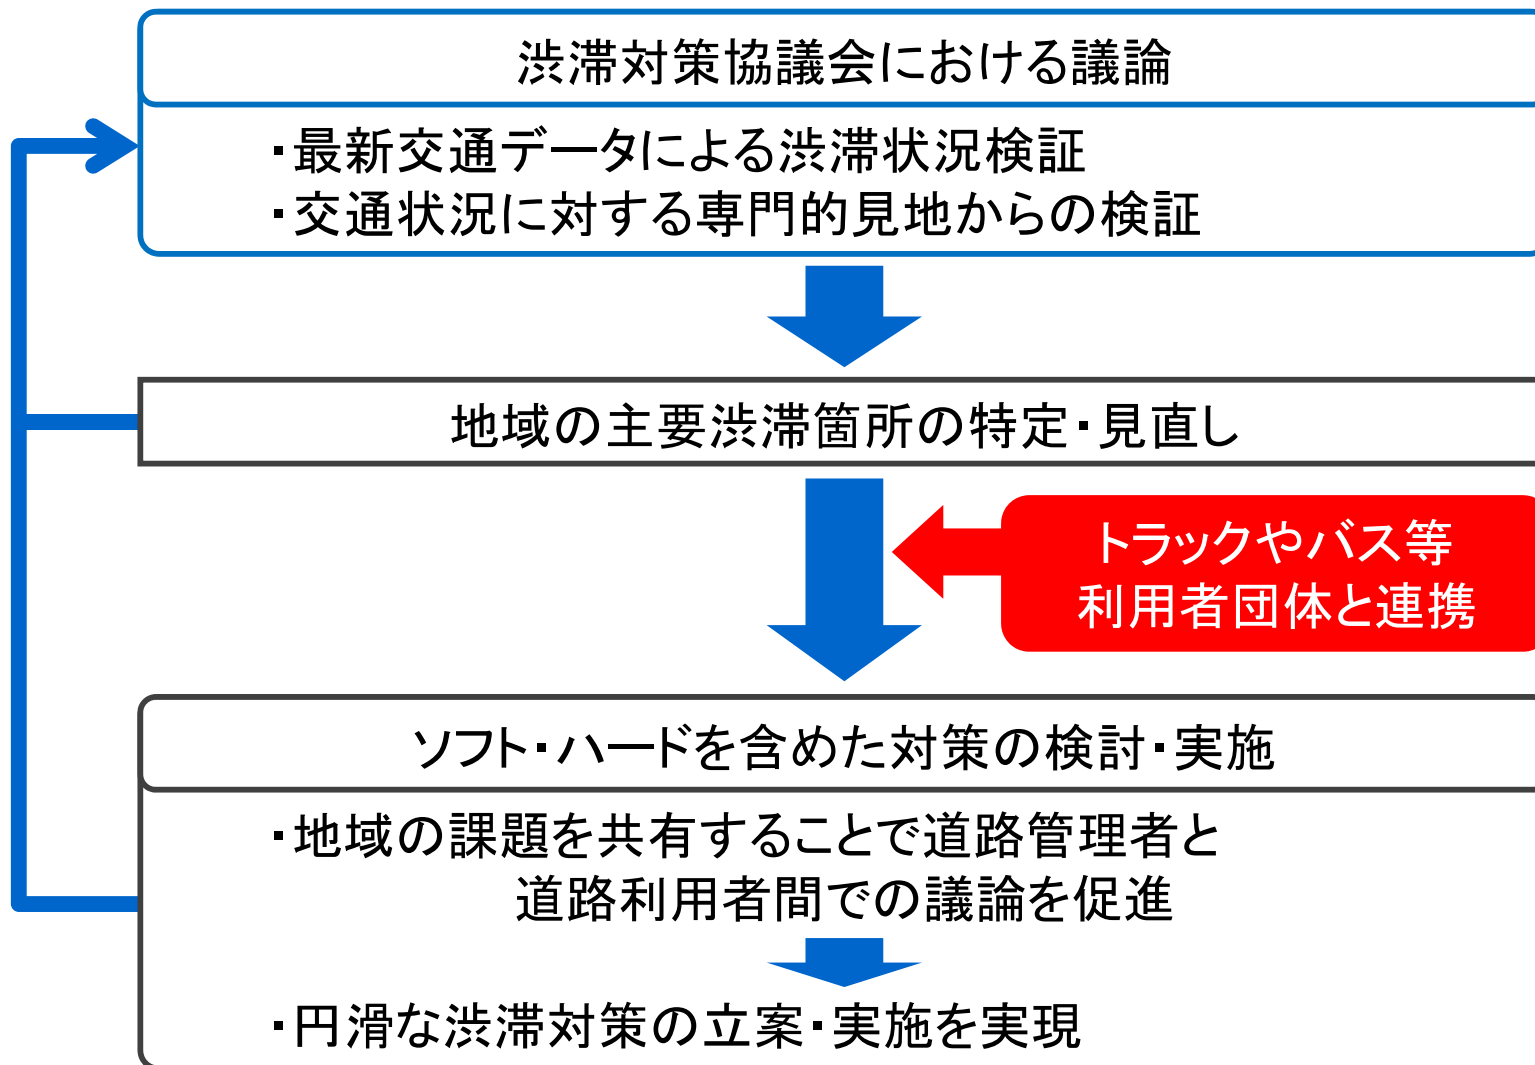 渋滞対策協議会における議論
・最新交通データによる渋滞状況検証
・交通状況に対する専門的見地からの検証
地域の主要渋滞箇所の特定・見直し
トラックやバス等
利用者団体と連携
ソフト・ハードを含めた対策の検討・実施
・地域の課題を共有することで道路管理者と
道路利用者間での議論を促進
・円滑な渋滞対策の立案・実施を実現